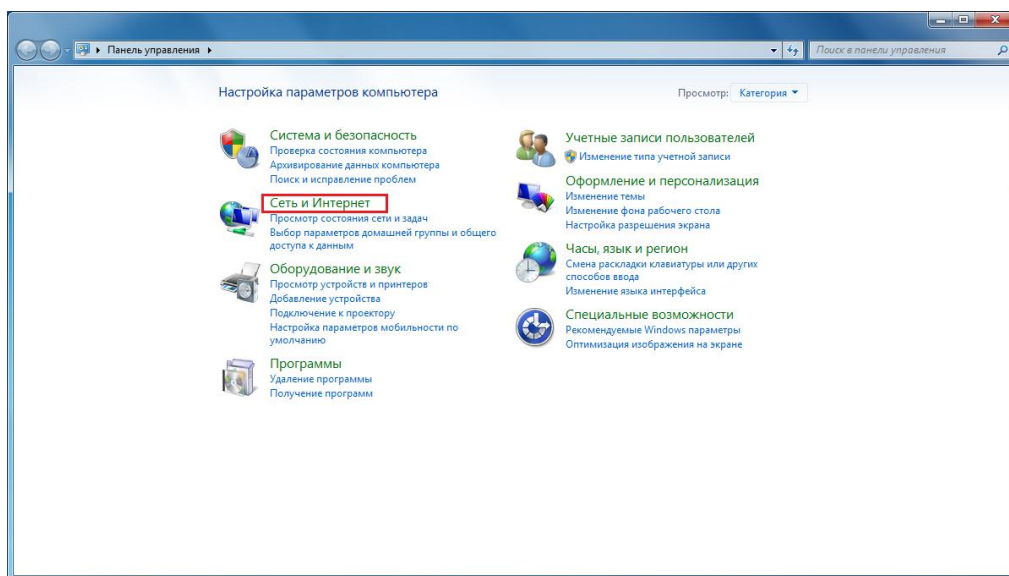 Панель управления
Поиск в панели управления
Настройка параметров компьютера
Просмотр: Категория
Система и безопасность
Проверка состояния компьютера
Архивирование данных компьютера
Поиск и исправление проблем
Сеть и Интернет
Просмотр состояния сети и задач
Выбор параметров домашней группы и общего
доступа к данным
Оборудование и звук
Просмотр устройств и принтеров
Добавление устройства
Подключение к проектору
Настройка параметров мобильности по
умолчанию
Программы
Удаление программы
Получение программ
Учетные записи пользователей
Изменение типа учетной записи
Оформление и персонализация
Изменение темы
Изменение фона рабочего стола
Настройка разрешения экрана
Часы, язык и регион
Смена раскладки клавиатуры или других
способов ввода
Изменение языка интерфейса
Специальные возможности
Рекомендуемые Windows параметры
Оптимизация изображения на экране